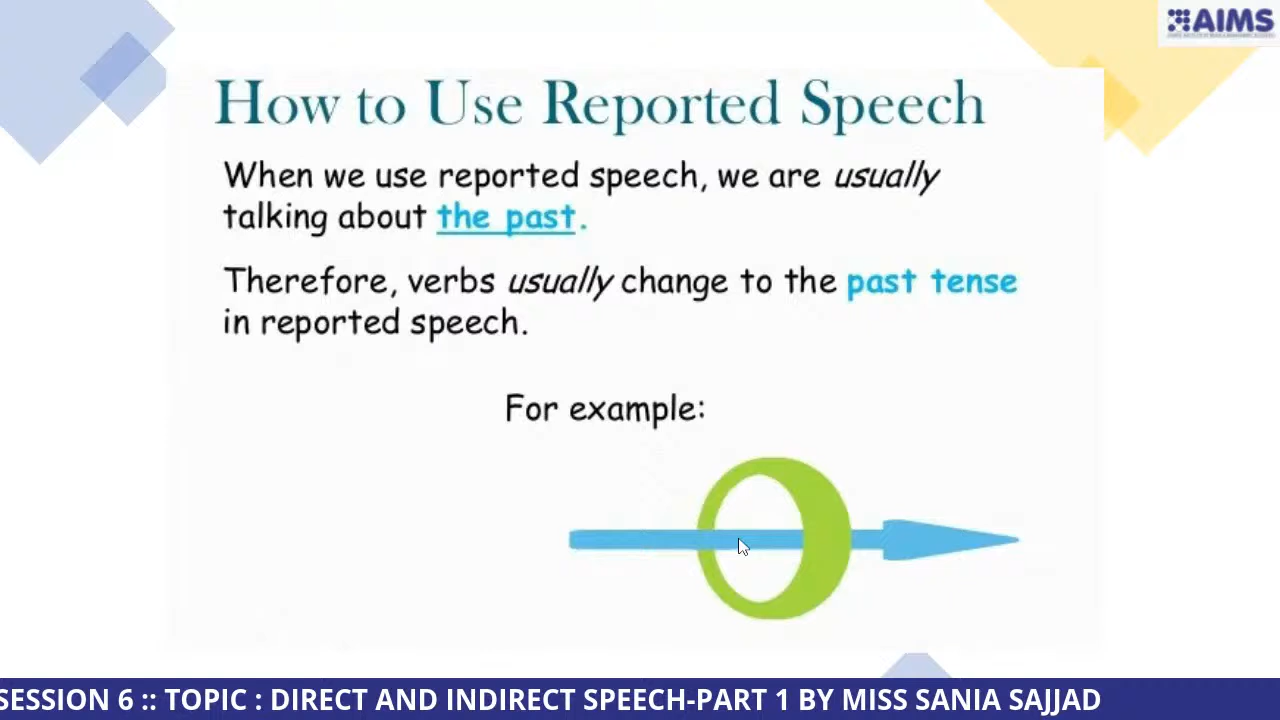 AIMS
How to Use Reported Speech
When we use reported speech, we are usually
talking about the past.
Therefore, verbs usually change to the past tense
in reported speech.
For example:
SESSION 6 :: TOPIC : DIRECT AND INDIRECT SPEECH-PART 1 BY MISS SANIA SAJJAD